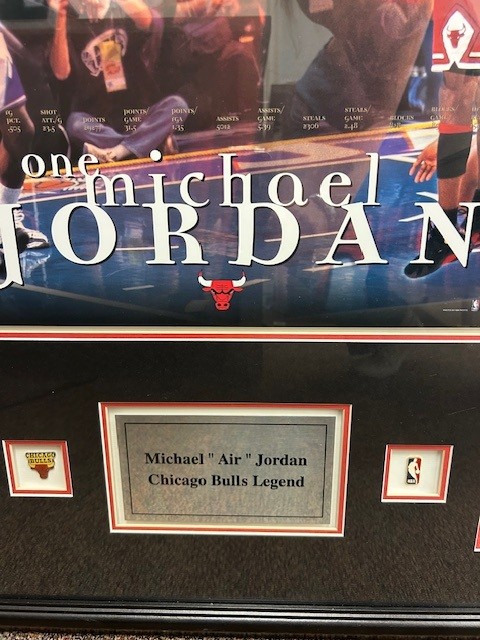 G PCT. .505
SHOT ATT./G 23.5
POINTS
POINTS/ GAME 31.5
POINTS/ FGA 1.35
ASSISTS 5012
ASSISTS/ GAME 5.39
STEALS 2306
STEALS/ GAME 2.48
BLOCKS
one michael
JORDAN
CHICAGO
BULLS
Michael " Air " Jordan
Chicago Bulls Legend